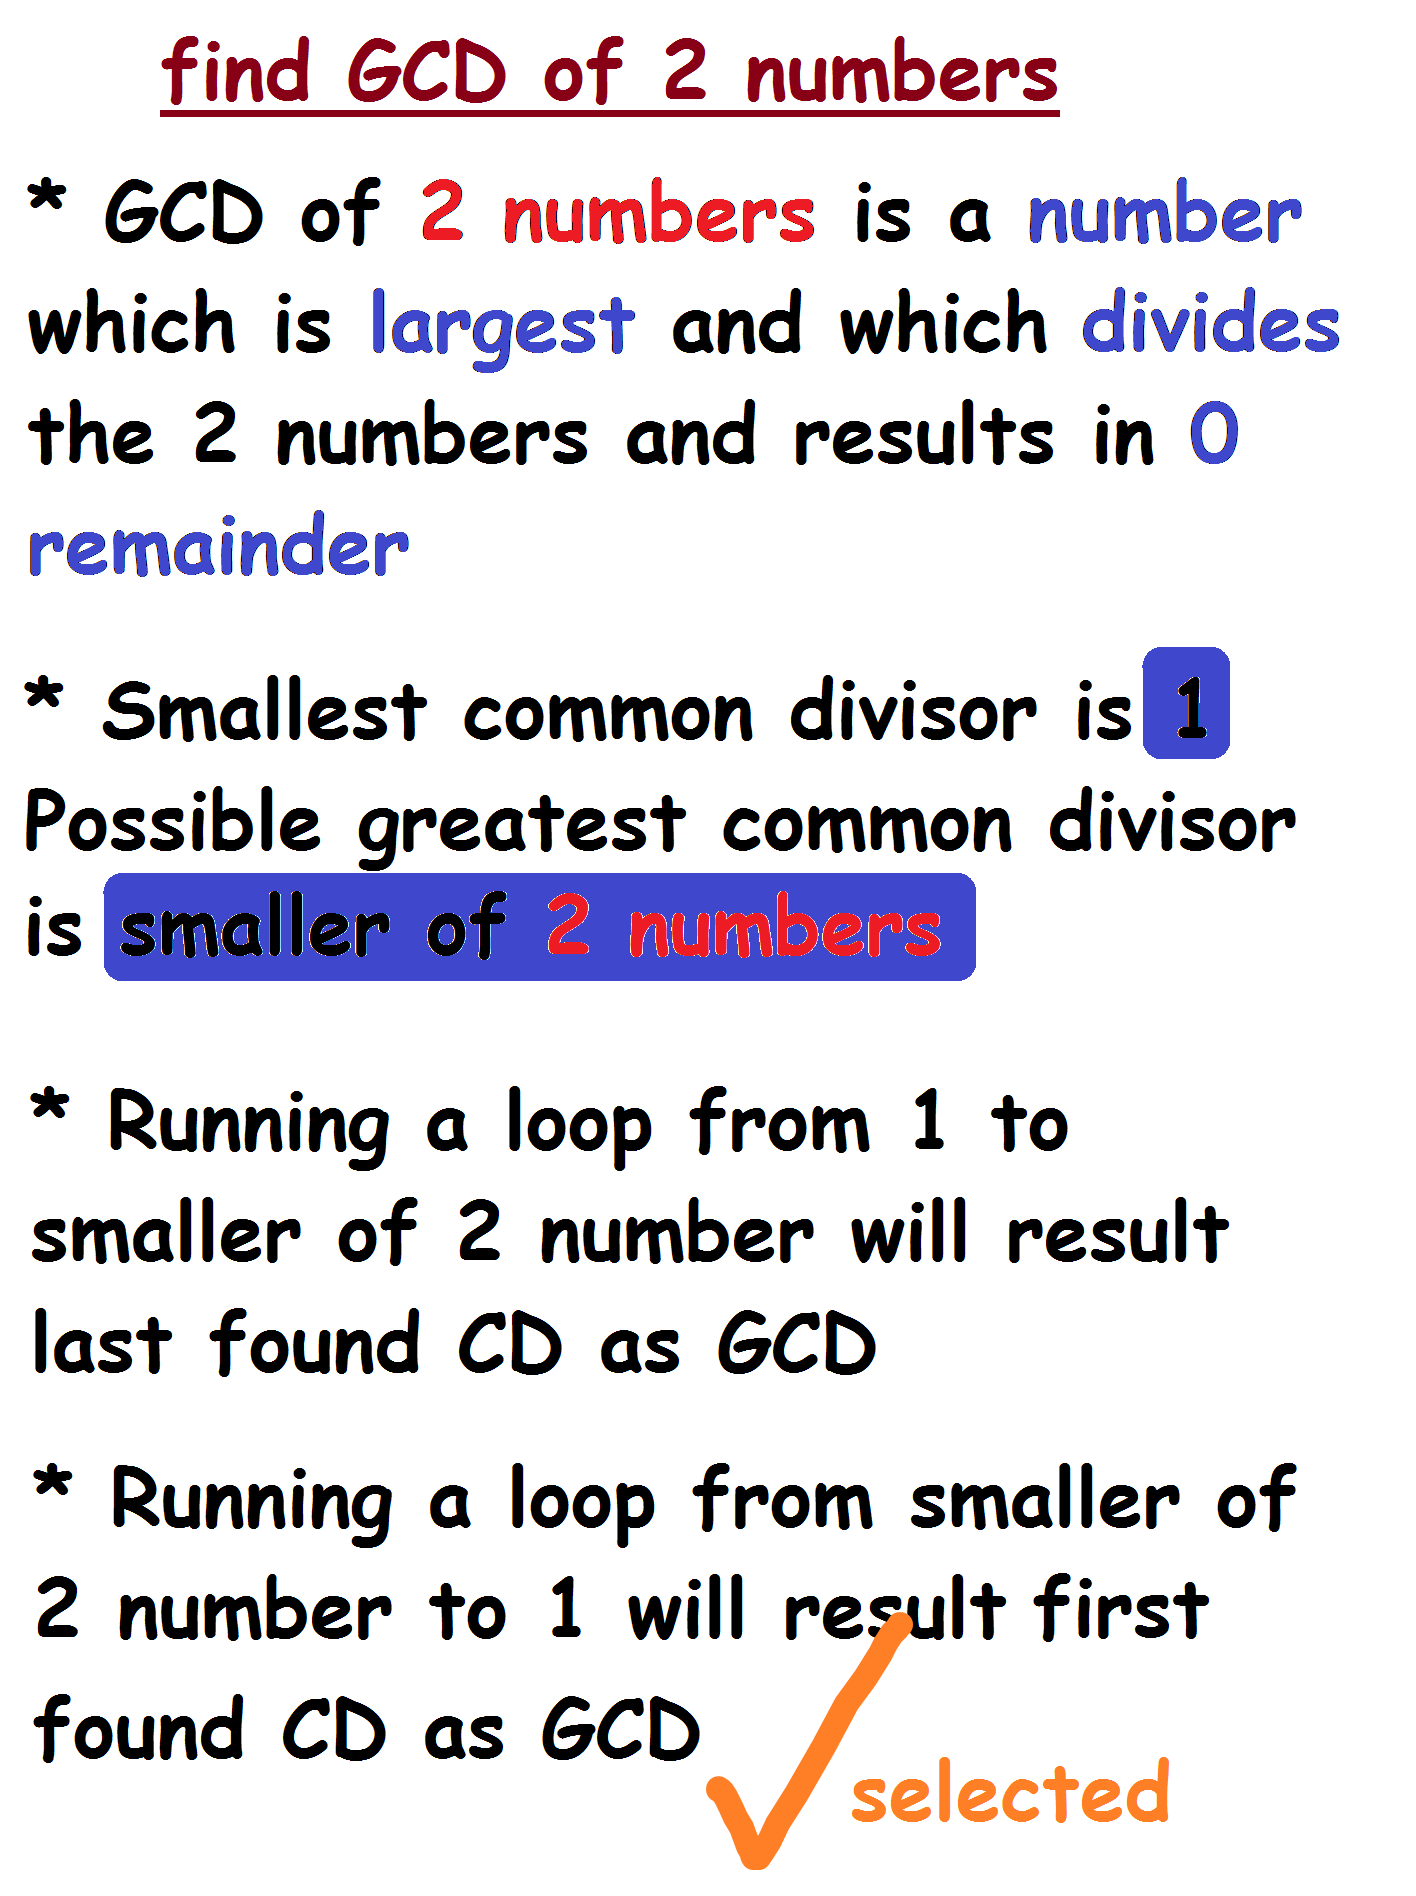 find GCD of 2 numbers
* GCD of 2 numbers is a number
which is largest and which divides
the 2 numbers and results in 0
remainder
* Smallest common divisor is 1
Possible greatest common divisor
is smaller of 2 numbers
* Running a loop from 1 to
smaller of 2 number will result
last found CD as GCD
* Running a loop from smaller of
2 number to 1 will result first
found CD as GCD
selected